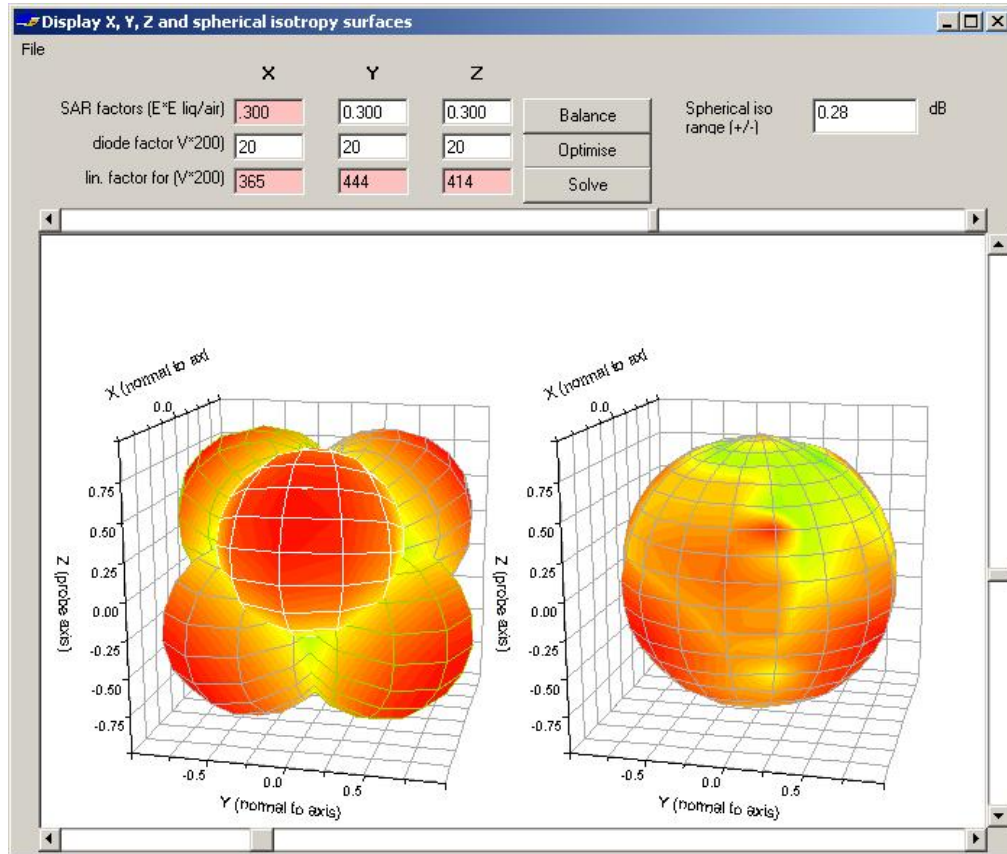 Display X, Y, Z and spherical isotropy surfaces
File
X Y Z
SAR factors (E*E liq/air) .300 0.300 0.300 Balance Spherical iso range (+/-) 0.28 dB
diode factor V*200) 20 20 20 Optimise
lin. factor for (V*200) 365 444 414 Solve
X (normal to axi
0.0
0.75
0.50
0.25
0.00
-0.25
-0.50
-0.75
Z (probe axis)
-0.5 0.0 0.5
Y (normal to axis)
X (normal to axi
0.0
0.75
0.50
0.25
0.00
-0.25
-0.50
-0.75
Z (probe axis)
-0.5 0.0 0.5
Y (normal to axis)